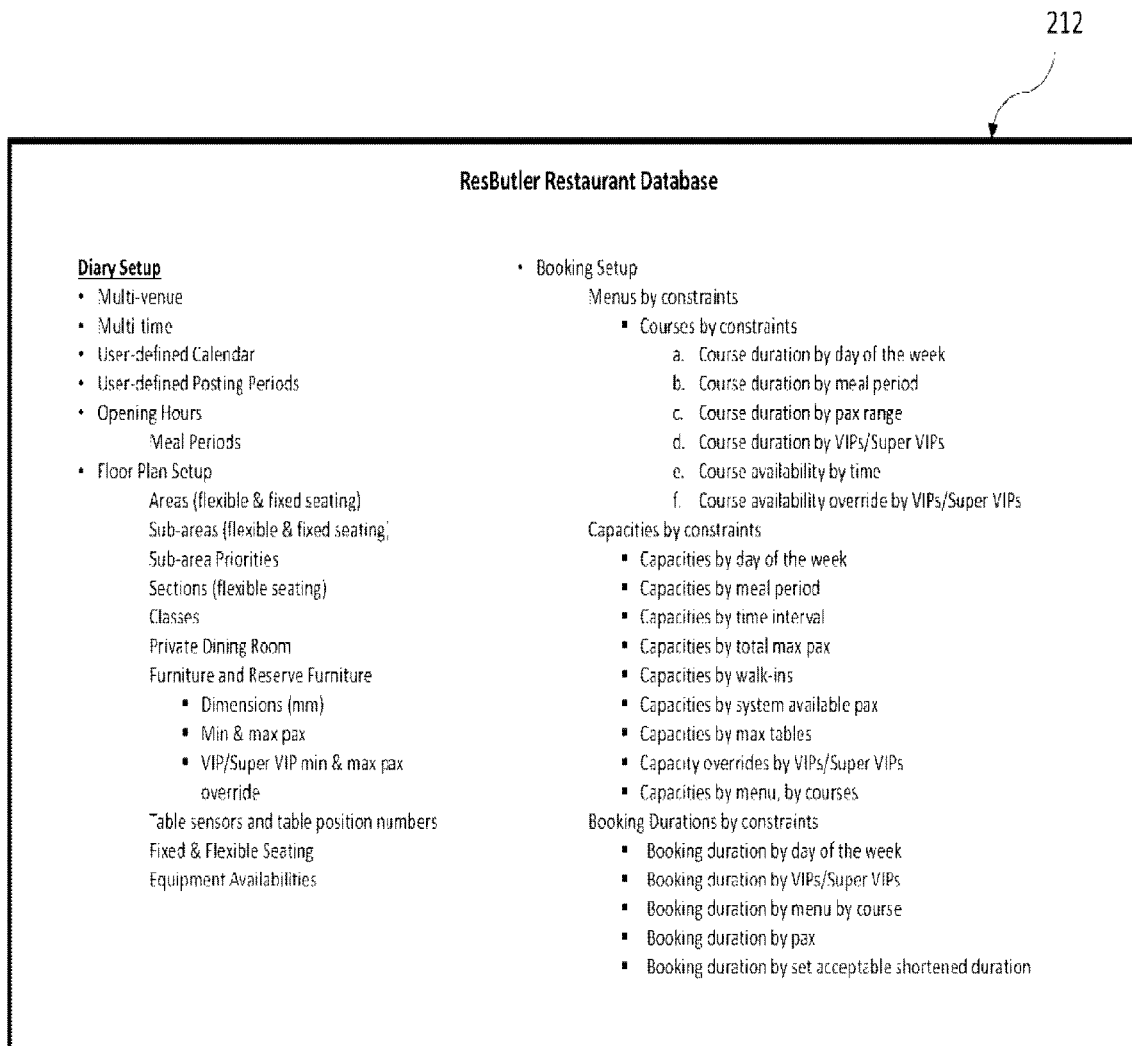 212
ResButler Restaurant Database
Diary Setup
• Multi-venue
• Multi time
• User-defined Calendar
• User-defined Posting Periods
• Opening Hours
Meal Periods
• Floor Plan Setup
Areas (flexible & fixed seating)
Sub-areas (flexible & fixed seating)
Sub-area Priorities
Sections (flexible seating)
Classes
Private Dining Room
Furniture and Reserve Furniture
▪ Dimensions (mm)
▪ Min & max pax
▪ VIP/Super VIP min & max pax
override
Table sensors and table position numbers
Fixed & Flexible Seating
Equipment Availabilities
• Booking Setup
Menus by constraints
▪ Courses by constraints
a. Course duration by day of the week
b. Course duration by meal period
c. Course duration by pax range
d. Course duration by VIPs/Super VIPs
e. Course availability by time
f. Course availability override by VIPs/Super VIPs
Capacities by constraints
▪ Capacities by day of the week
▪ Capacities by meal period
▪ Capacities by time interval
▪ Capacities by total max pax
▪ Capacities by walk-ins
▪ Capacities by system available pax
▪ Capacities by max tables
▪ Capacity overrides by VIPs/Super VIPs
▪ Capacities by menu, by courses
Booking Durations by constraints
▪ Booking duration by day of the week
▪ Booking duration by VIPs/Super VIPs
▪ Booking duration by menu by course
▪ Booking duration by pax
▪ Booking duration by set acceptable shortened duration